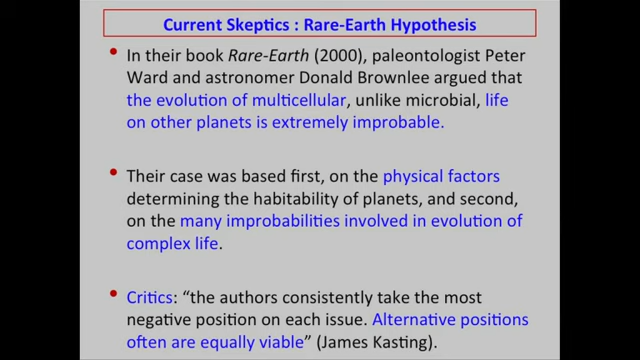 Current Skeptics : Rare-Earth Hypothesis
• In their book Rare-Earth (2000), paleontologist Peter
Ward and astronomer Donald Brownlee argued that
the evolution of multicellular, unlike microbial, life
on other planets is extremely improbable.
• Their case was based first, on the physical factors
determining the habitability of planets, and second,
on the many improbabilities involved in evolution of
complex life.
• Critics: “the authors consistently take the most
negative position on each issue. Alternative positions
often are equally viable” (James Kasting).